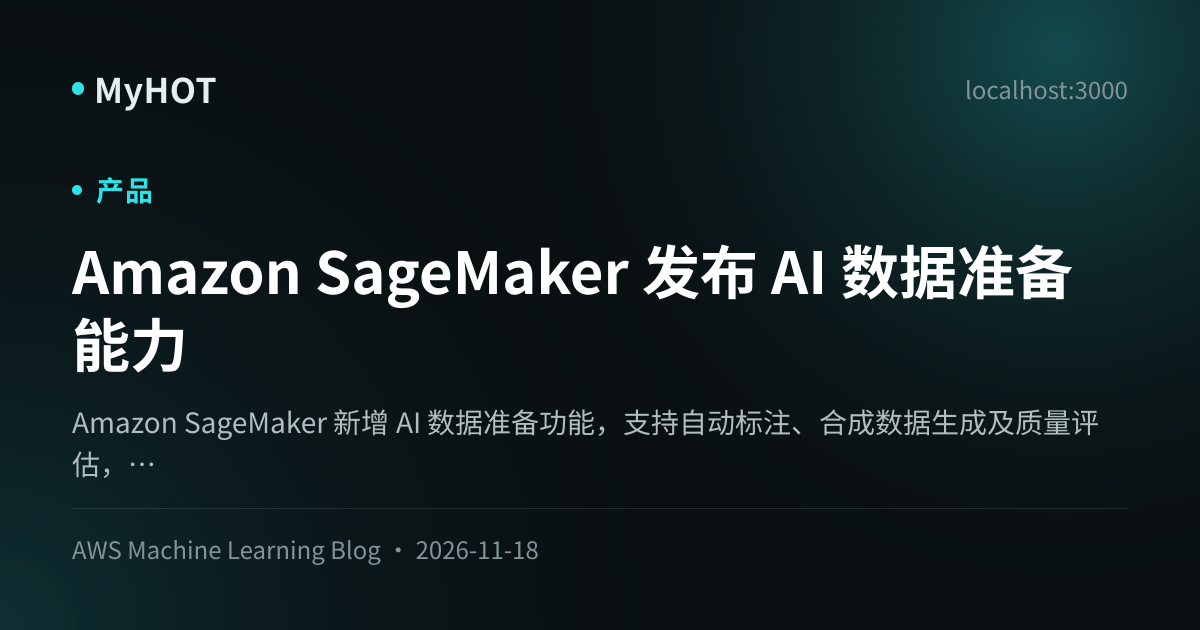 MyHOT
localhost:3000
产品
Amazon SageMaker 发布 AI 数据准备
能力
Amazon SageMaker 新增 AI 数据准备功能，支持自动标注、合成数据生成及质量评
估，…
AWS Machine Learning Blog · 2026-11-18